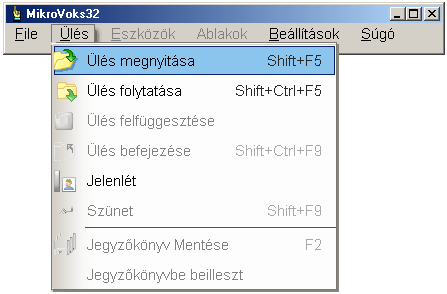 MikroVoks32
File Ülés Eszközök Ablakok Beállítások Súgó
Ülés megnyitása Shift+F5
Ülés folytatása Shift+Ctrl+F5
Ülés felfüggesztése
Ülés befejezése Shift+Ctrl+F9
Jelenlét
Szünet Shift+F9
Jegyzőkönyv Mentése F2
Jegyzőkönyvbe beilleszt